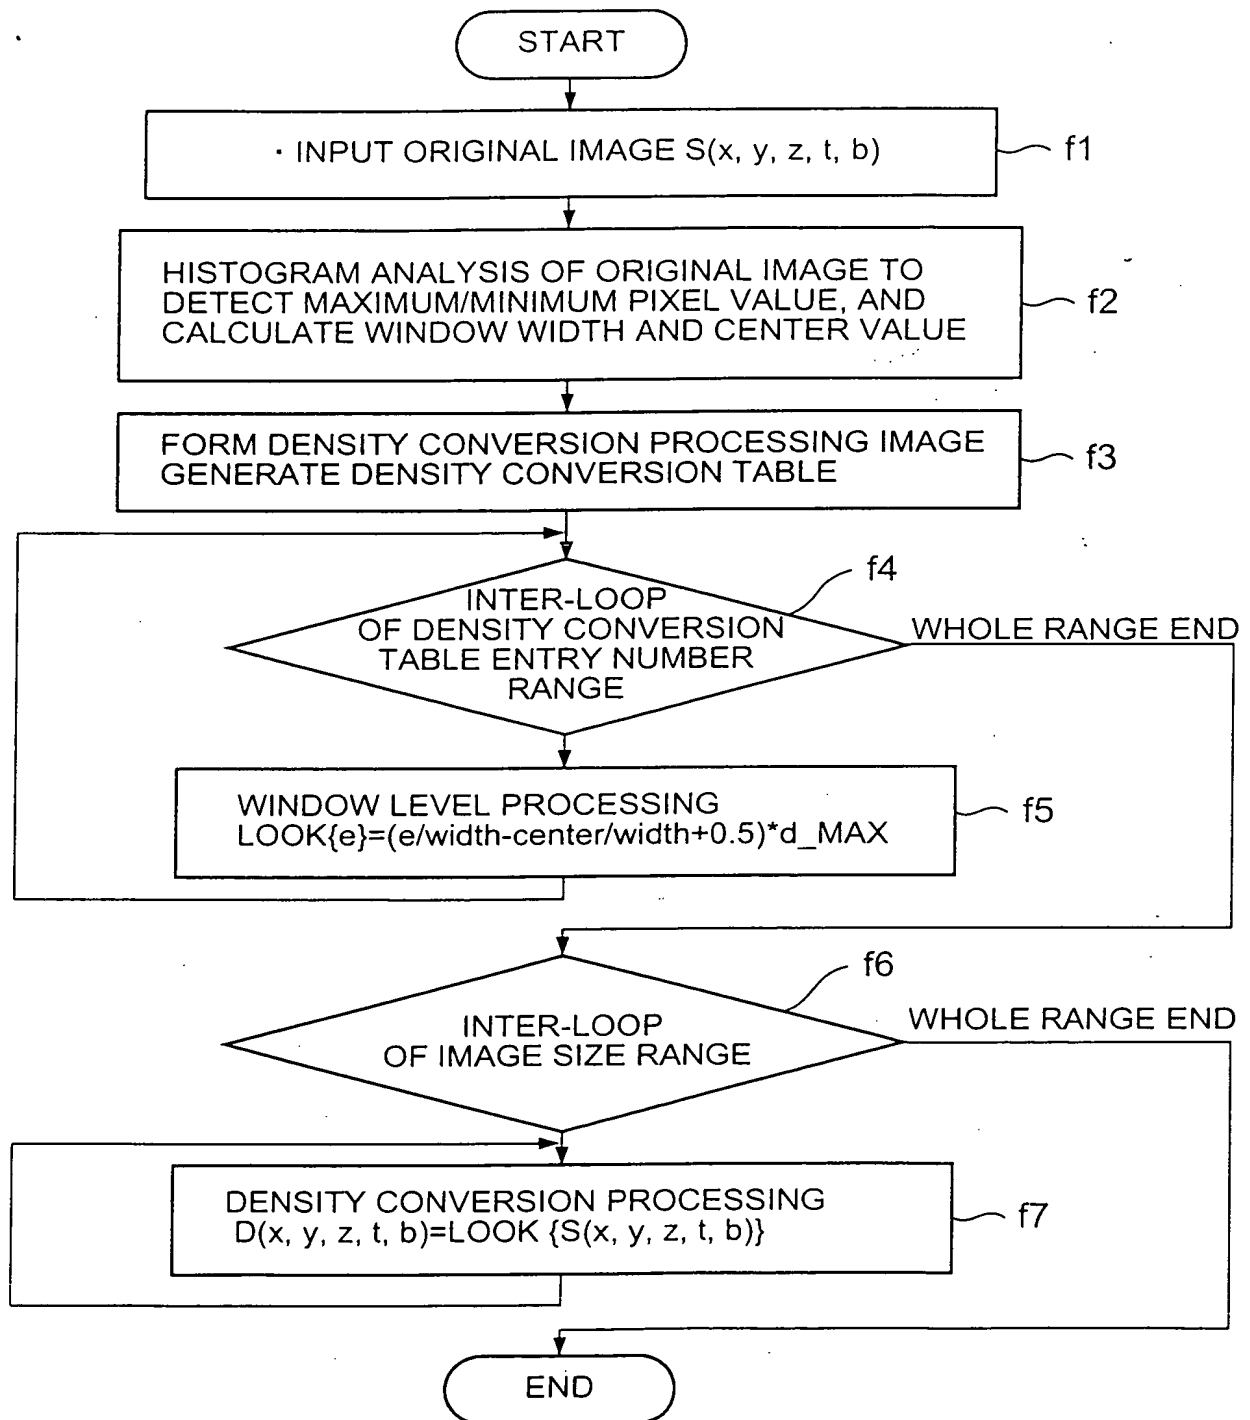 START
· INPUT ORIGINAL IMAGE S(x, y, z, t, b)
f1
HISTOGRAM ANALYSIS OF ORIGINAL IMAGE TO
DETECT MAXIMUM/MINIMUM PIXEL VALUE, AND
CALCULATE WINDOW WIDTH AND CENTER VALUE
f2
FORM DENSITY CONVERSION PROCESSING IMAGE
GENERATE DENSITY CONVERSION TABLE
f3
f4
INTER-LOOP
OF DENSITY CONVERSION
TABLE ENTRY NUMBER
RANGE
WHOLE RANGE END
WINDOW LEVEL PROCESSING
LOOK{e}=(e/width-center/width+0.5)*d_MAX
f5
f6
INTER-LOOP
OF IMAGE SIZE RANGE
WHOLE RANGE END
DENSITY CONVERSION PROCESSING
D(x, y, z, t, b)=LOOK {S(x, y, z, t, b)}
f7
END